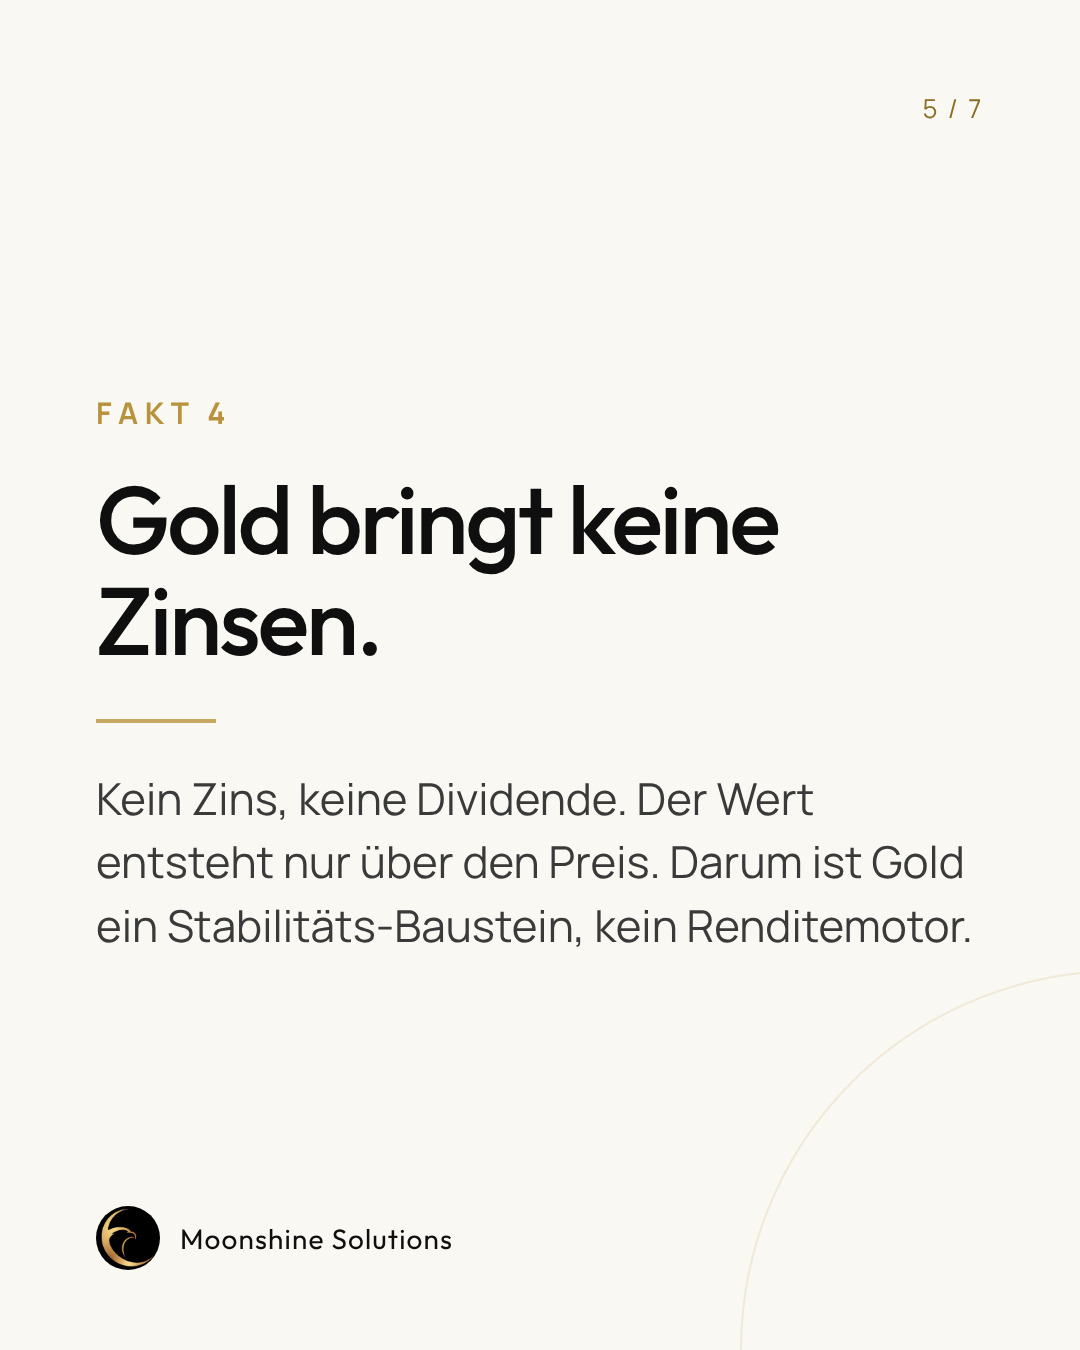 5 / 7
FAKT 4
Gold bringt keine
Zinsen.
Kein Zins, keine Dividende. Der Wert
entsteht nur über den Preis. Darum ist Gold
ein Stabilitäts-Baustein, kein Renditemotor.
Moonshine Solutions